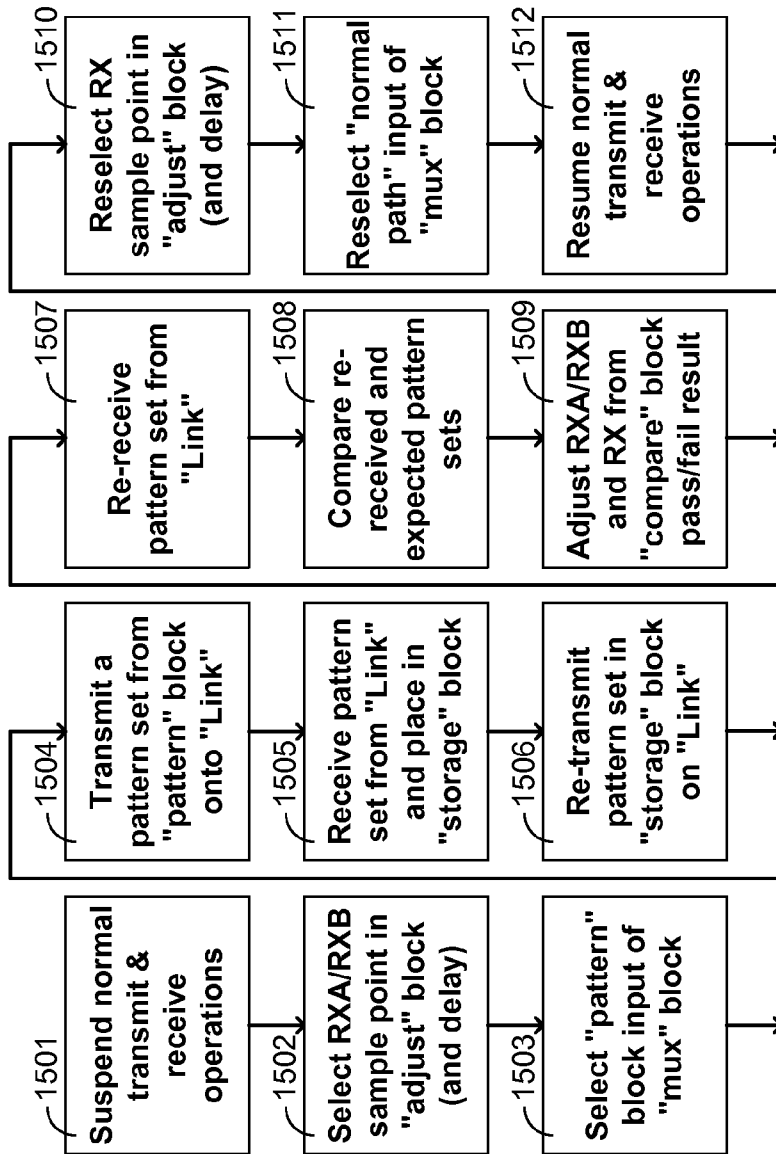 1501
Suspend normal
transmit &
receive
operations
1502
Select RXA/RXB
sample point in
"adjust" block
(and delay)
1503
Select "pattern"
block input of
"mux" block
1504
Transmit a
pattern set from
"pattern" block
onto "Link"
1505
Receive pattern
set from "Link"
and place in
"storage" block
1506
Re-transmit
pattern set in
"storage" block
on "Link"
1507
Re-receive
pattern set from
"Link"
1508
Compare re-
received and
expected pattern
sets
1509
Adjust RXA/RXB
and RX from
"compare" block
pass/fail result
1510
Reselect RX
sample point in
"adjust" block
(and delay)
1511
Reselect "normal
path" input of
"mux" block
1512
Resume normal
transmit &
receive
operations